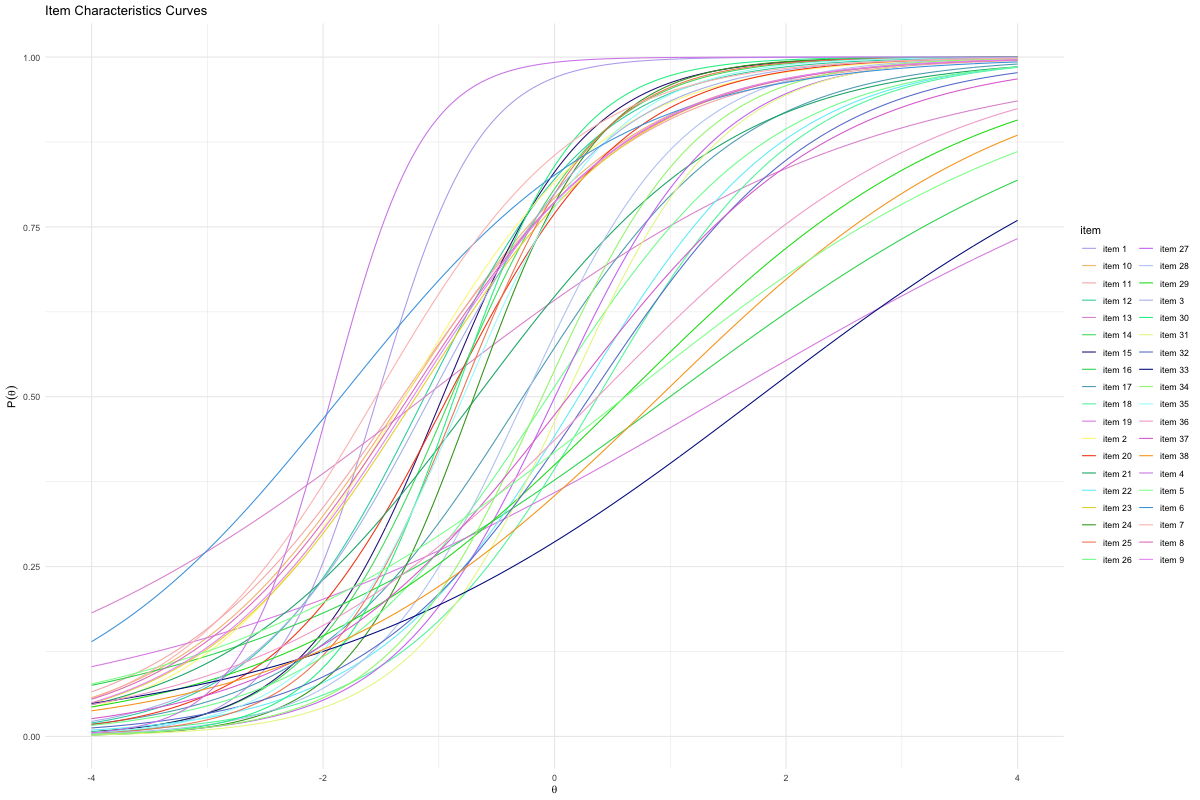 Item Characteristics Curves
1.00
0.75
0.50
0.25
0.00
P(θ)
-4
-2
0
2
4
θ
item
item 1
item 10
item 11
item 12
item 13
item 14
item 15
item 16
item 17
item 18
item 19
item 2
item 20
item 21
item 22
item 23
item 24
item 25
item 26
item 27
item 28
item 29
item 3
item 30
item 31
item 32
item 33
item 34
item 35
item 36
item 37
item 38
item 4
item 5
item 6
item 7
item 8
item 9